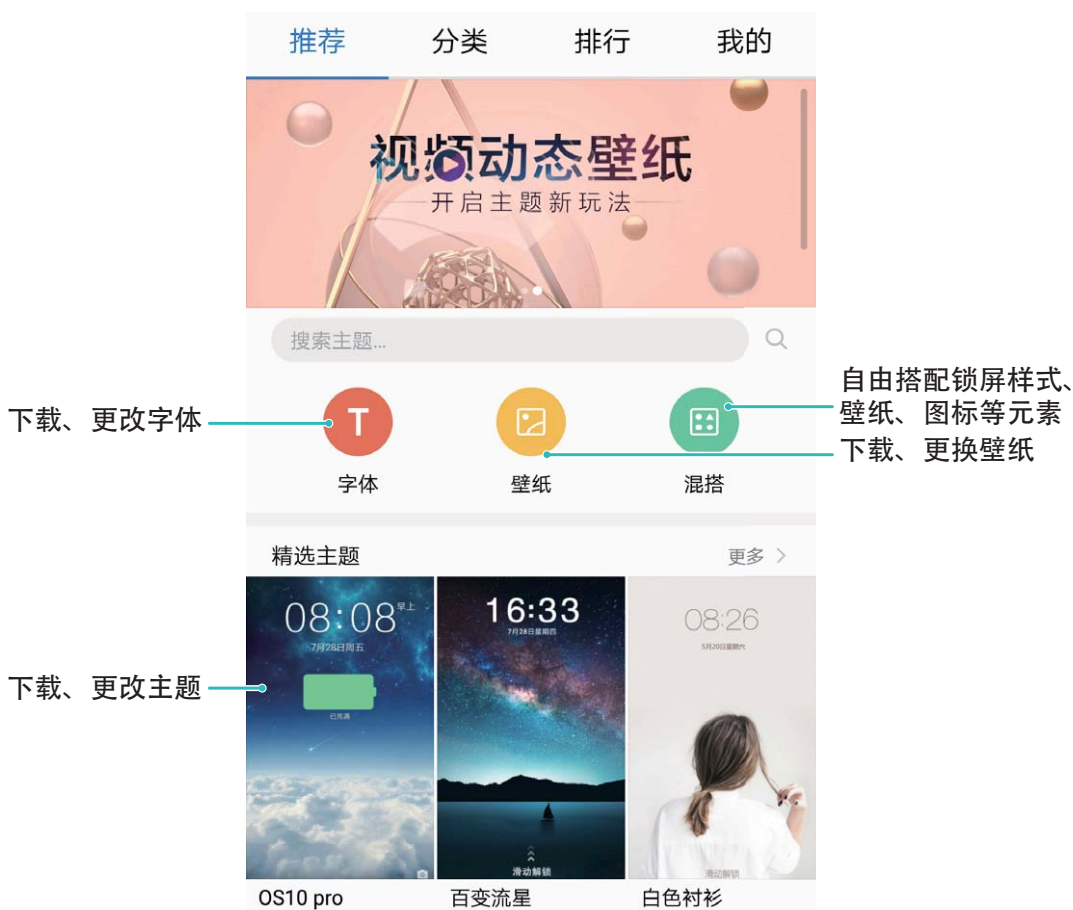 推荐 分类 排行 我的
视频动态壁纸
开启主题新玩法
搜索主题...
下载、更改字体
T
自由搭配锁屏样式、
壁纸、图标等元素
下载、更换壁纸
字体 壁纸 混搭
精选主题 更多
08:08 早上
7月28日周五
已充满
16:33
7月28日星期四
滑动解锁
08:26
5月20日星期六
滑动解锁
下载、更改主题
OS10 pro 百变流星 白色衬衫